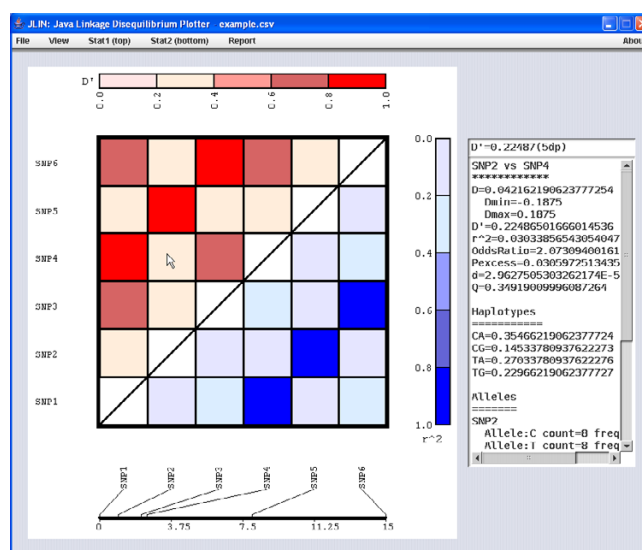 JLIN: Java Linkage Disequilibrium Plotter example.csv
File View Stat1 (top) Stat2 (bottom) Report Abou
D'
0.0 0.2 0.4 0.6 0.8 1.0
SNP6
SNP5
SNP4
SNP3
SNP2
SNP1
0.0
0.2
0.4
0.6
0.8
1.0
r^2
SNP1 SNP2 SNP3 SNP4 SNP5 SNP6
0 3.75 7.5 11.25 15
D'=0.22487(5dp)
SNP2 vs SNP4
************
D=0.042162190623777254
Dmin=-0.1875
Dmax=0.1875
D'=0.22486501666014536
r^2=0.03033856543054047
OddsRatio=2.07309400161
Pexcess=0.0305972513435
d=2.9627505303262174E-5
Q=0.34919009996087264
Haplotypes
===========
CA=0.35466219062377724
CG=0.14533780937622273
TA=0.27033780937622276
TG=0.22966219062377727
Alleles
=======
SNP2
Allele:C count=8 freq
Allele:T count=8 freq